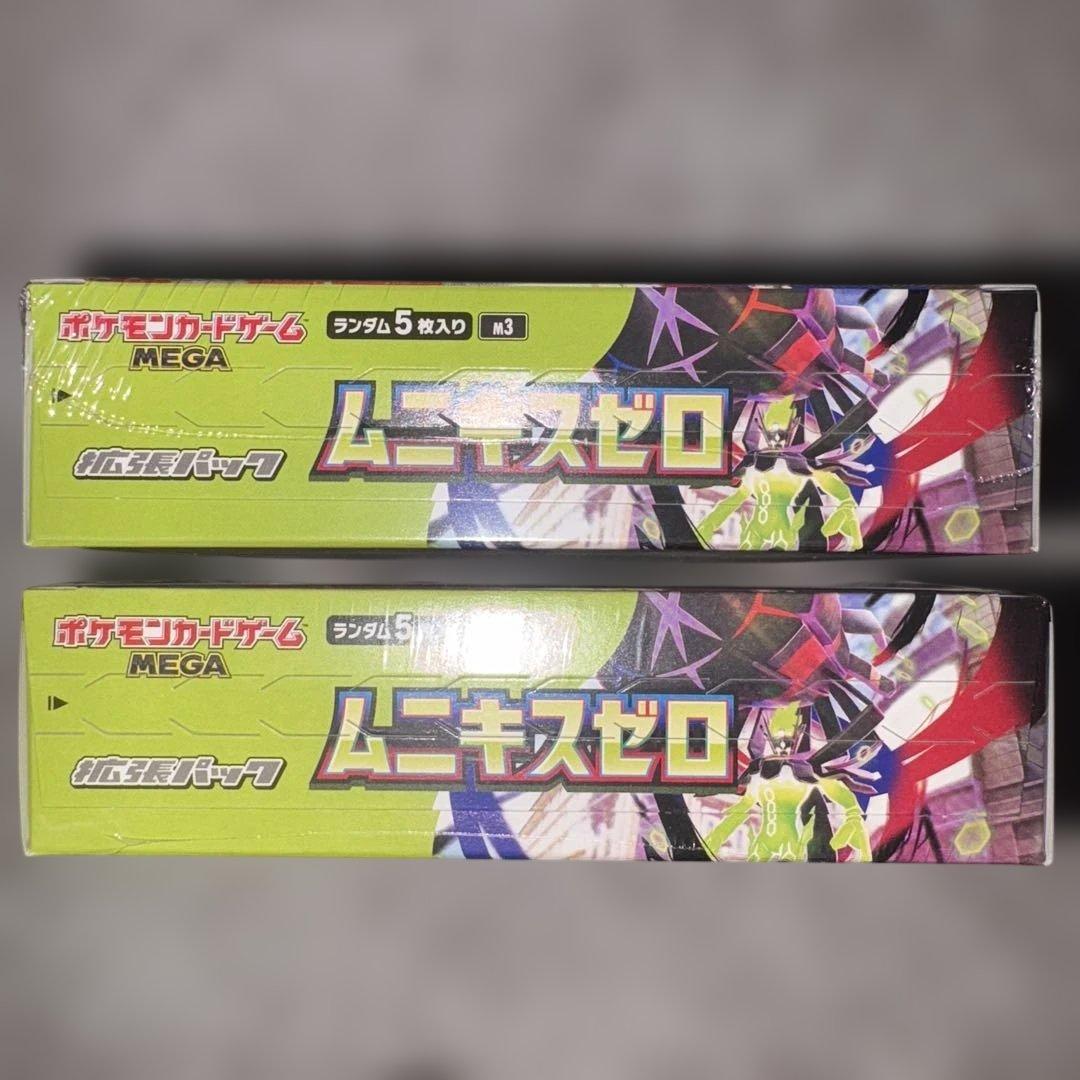 ポケモンカードゲーム
MEGA
ランダム5枚入り M3
ムニキスゼロ
拡張パック
ポケモンカードゲーム
MEGA
ランダム5
ムニキスゼロ
拡張パック